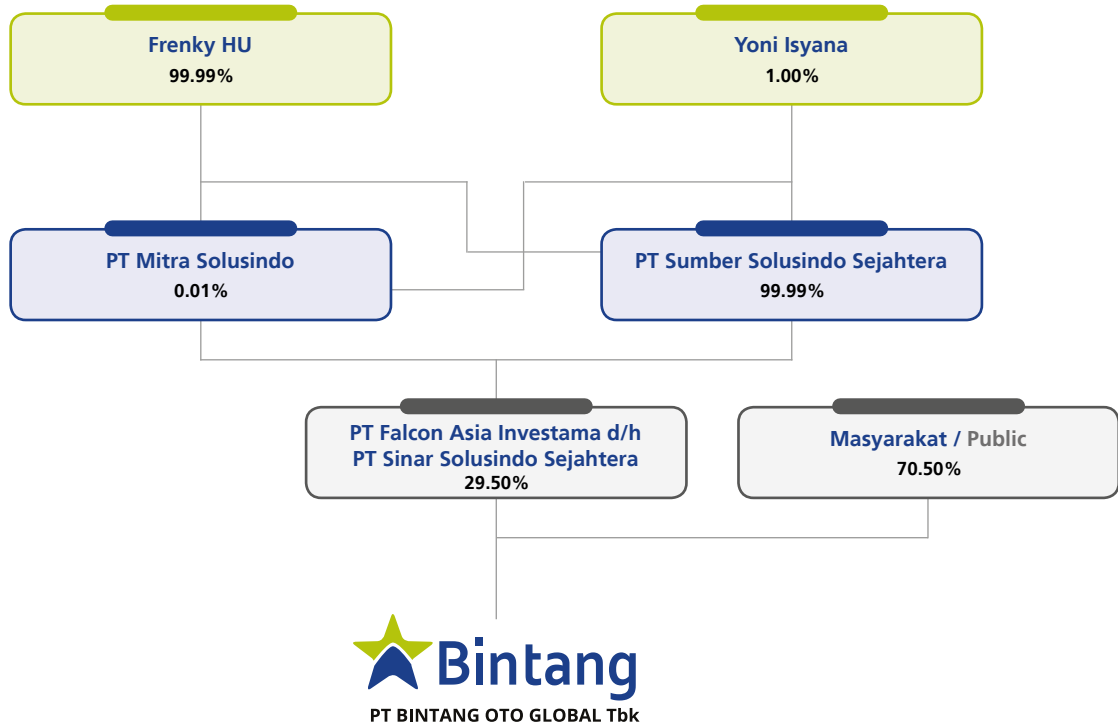 Frenky HU
99.99%
Yoni Isyana
1.00%
PT Mitra Solusindo
0.01%
PT Sumber Solusindo Sejahtera
99.99%
PT Falcon Asia Investama d/h
PT Sinar Solusindo Sejahtera
29.50%
Masyarakat / Public
70.50%
Bintang
PT BINTANG OTO GLOBAL Tbk